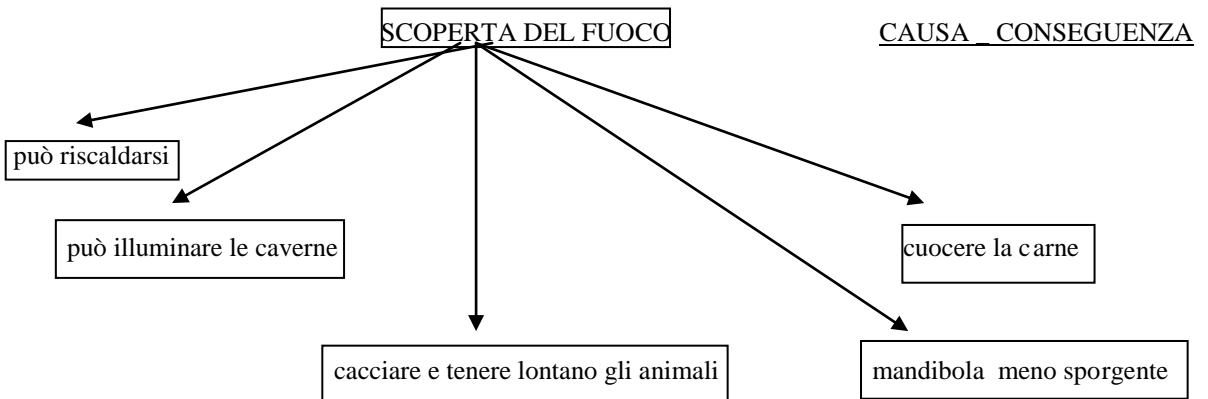 SCOPERTA DEL FUOCO
CAUSA _ CONSEGUENZA
può riscaldarsi
può illuminare le caverne
cuocere la carne
cacciare e tenere lontano gli animali
mandibola meno sporgente